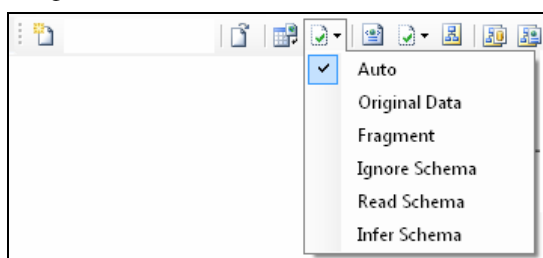 Auto
Original Data
Fragment
Ignore Schema
Read Schema
Infer Schema